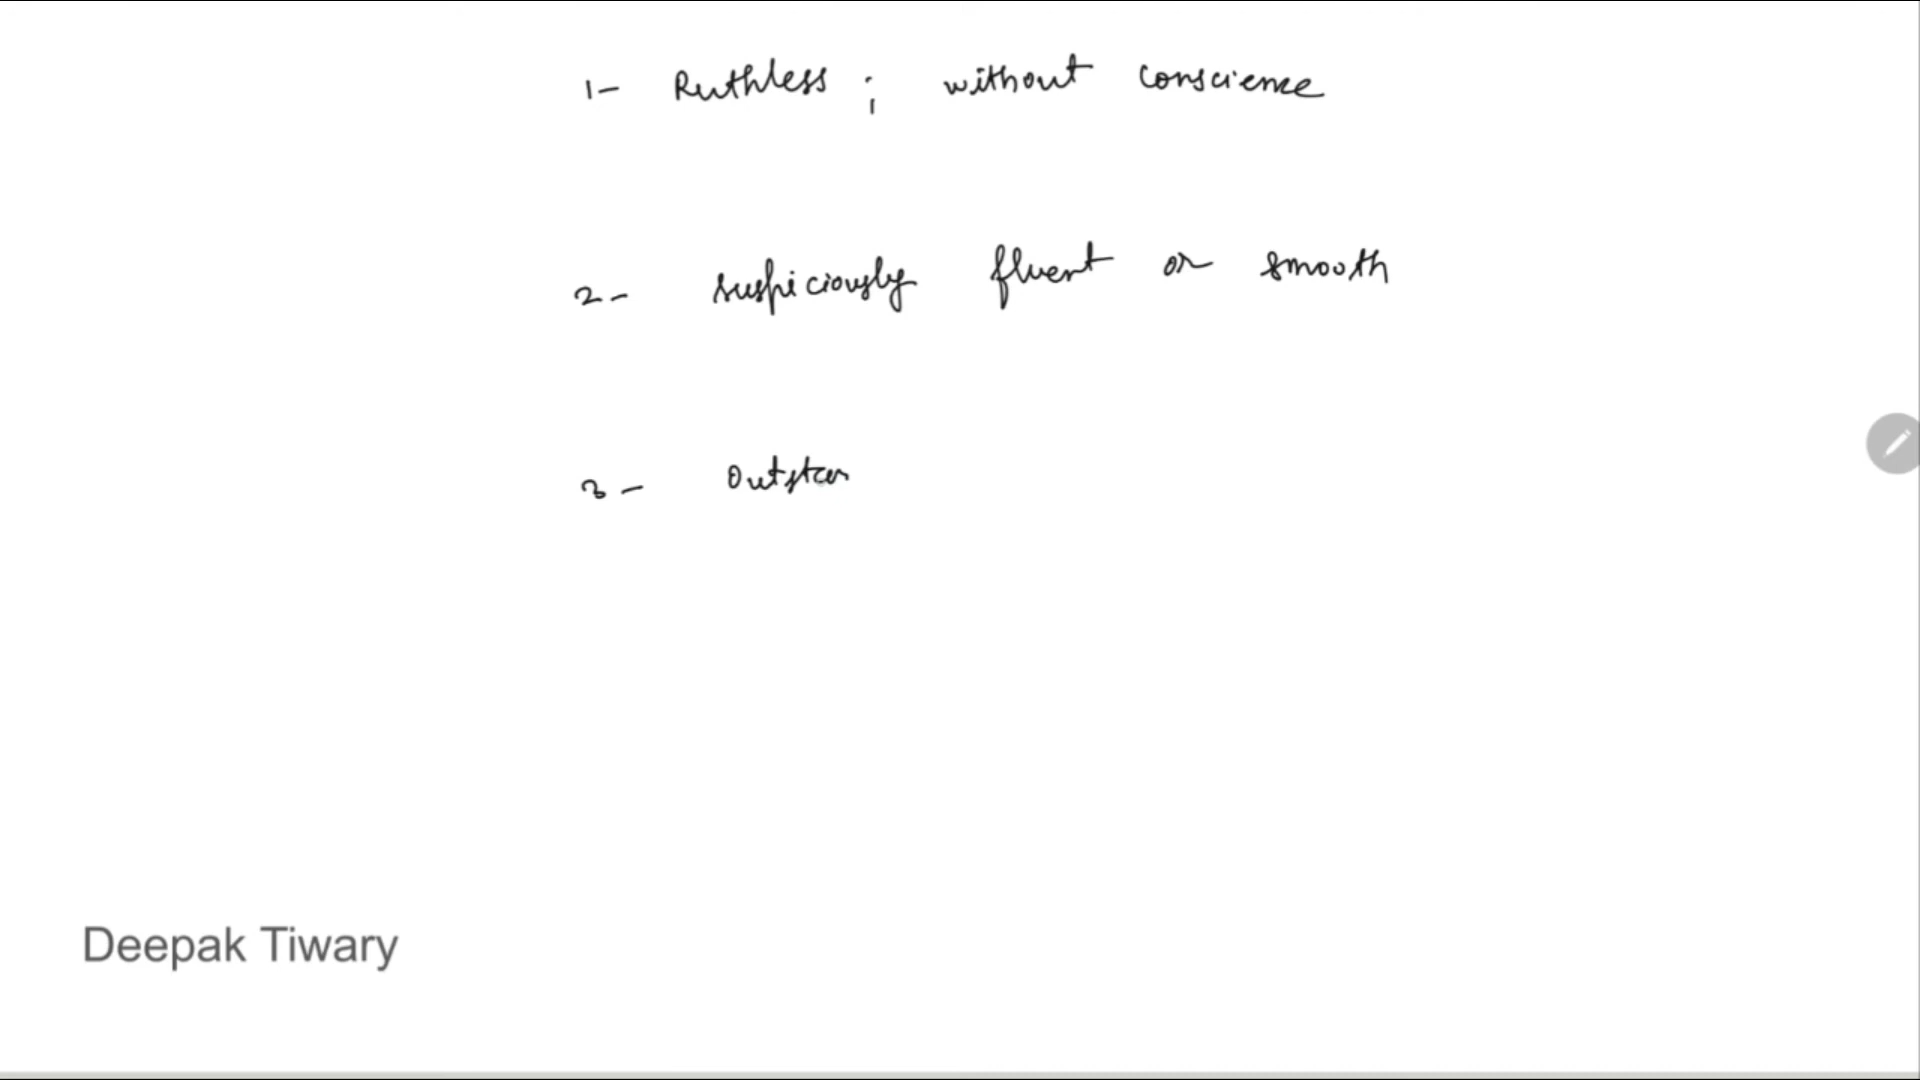 1- Ruthless ; without conscience
2- suspiciously fluent or smooth
3- Outstan
Deepak Tiwary